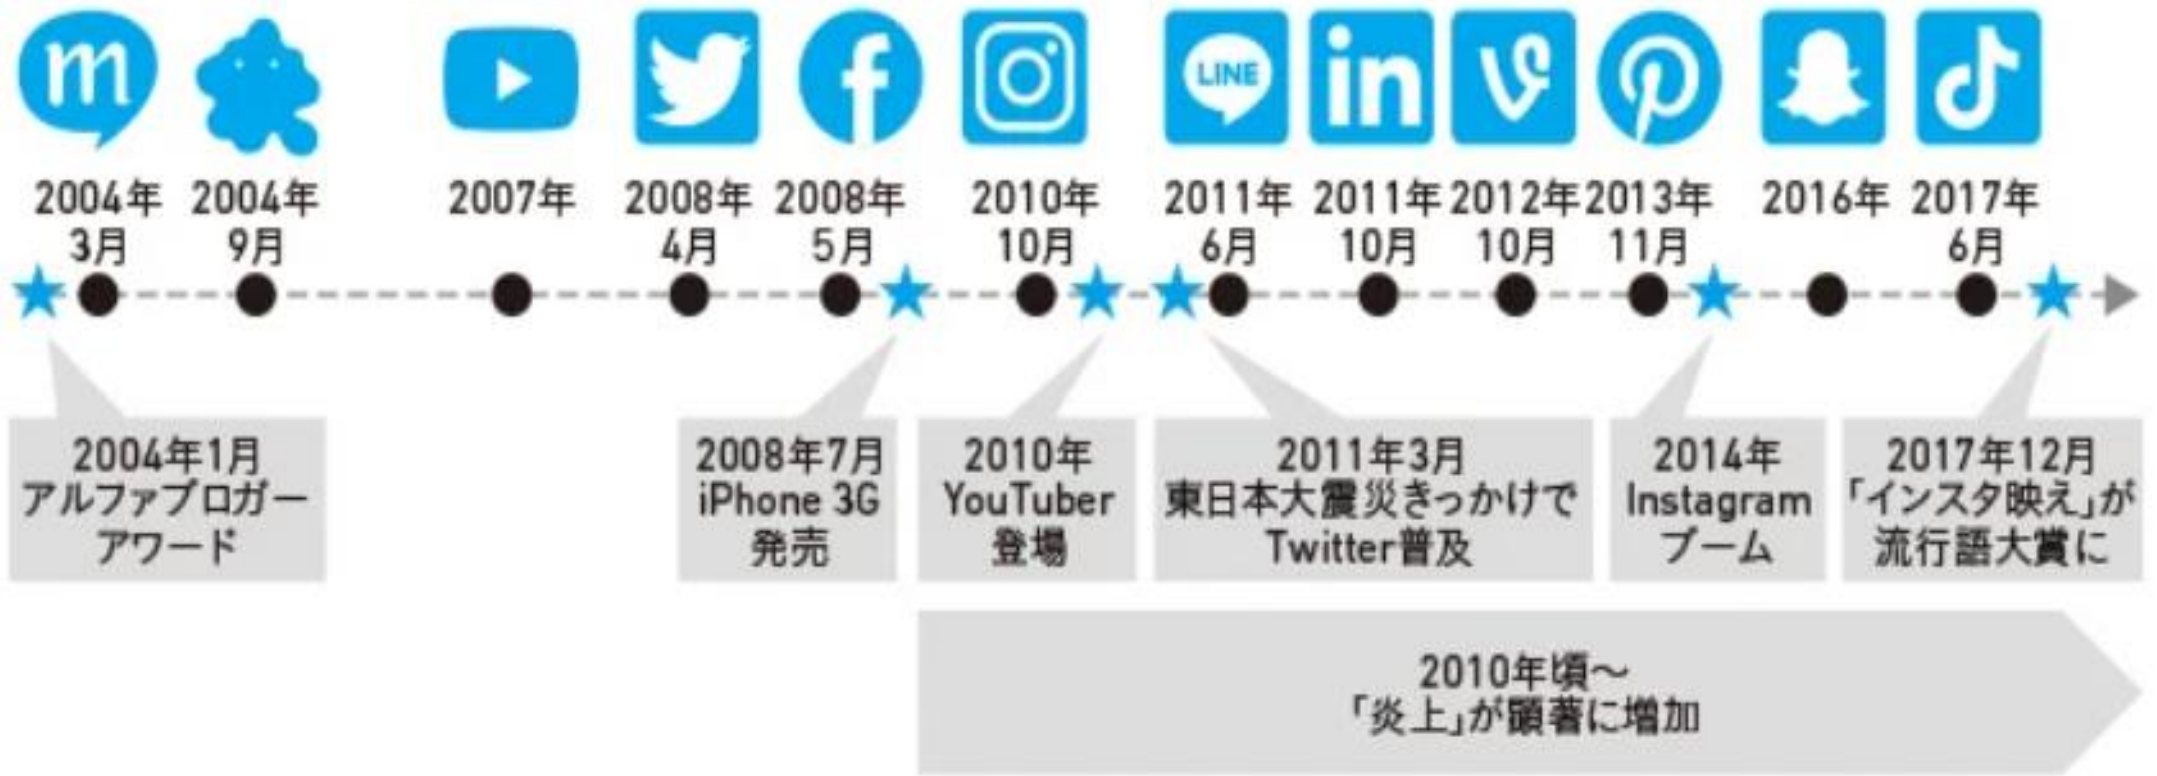 LINE
2004年
3月
2004年
9月
2007年
2008年
4月
2008年
5月
2010年
10月
2011年
6月
2011年
10月
2012年
10月
2013年
11月
2016年
2017年
6月
2004年1月
アルファブロガー
アワード
2008年7月
iPhone 3G
発売
2010年
YouTuber
登場
2011年3月
東日本大震災きっかけで
Twitter普及
2014年
Instagram
ブーム
2017年12月
「インスタ映え」が
流行語大賞に
2010年頃～
「炎上」が顕著に増加